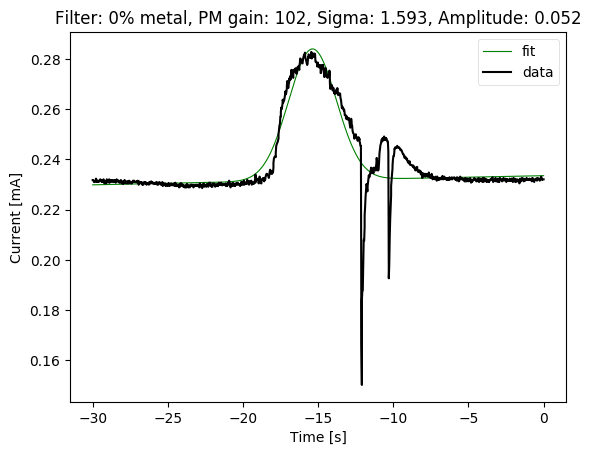 Filter: 0% metal, PM gain: 102, Sigma: 1.593, Amplitude: 0.052
fit
data
0.28
0.26
0.24
0.22
0.20
0.18
0.16
Current [mA]
−30
−25
−20
−15
−10
−5
0
Time [s]